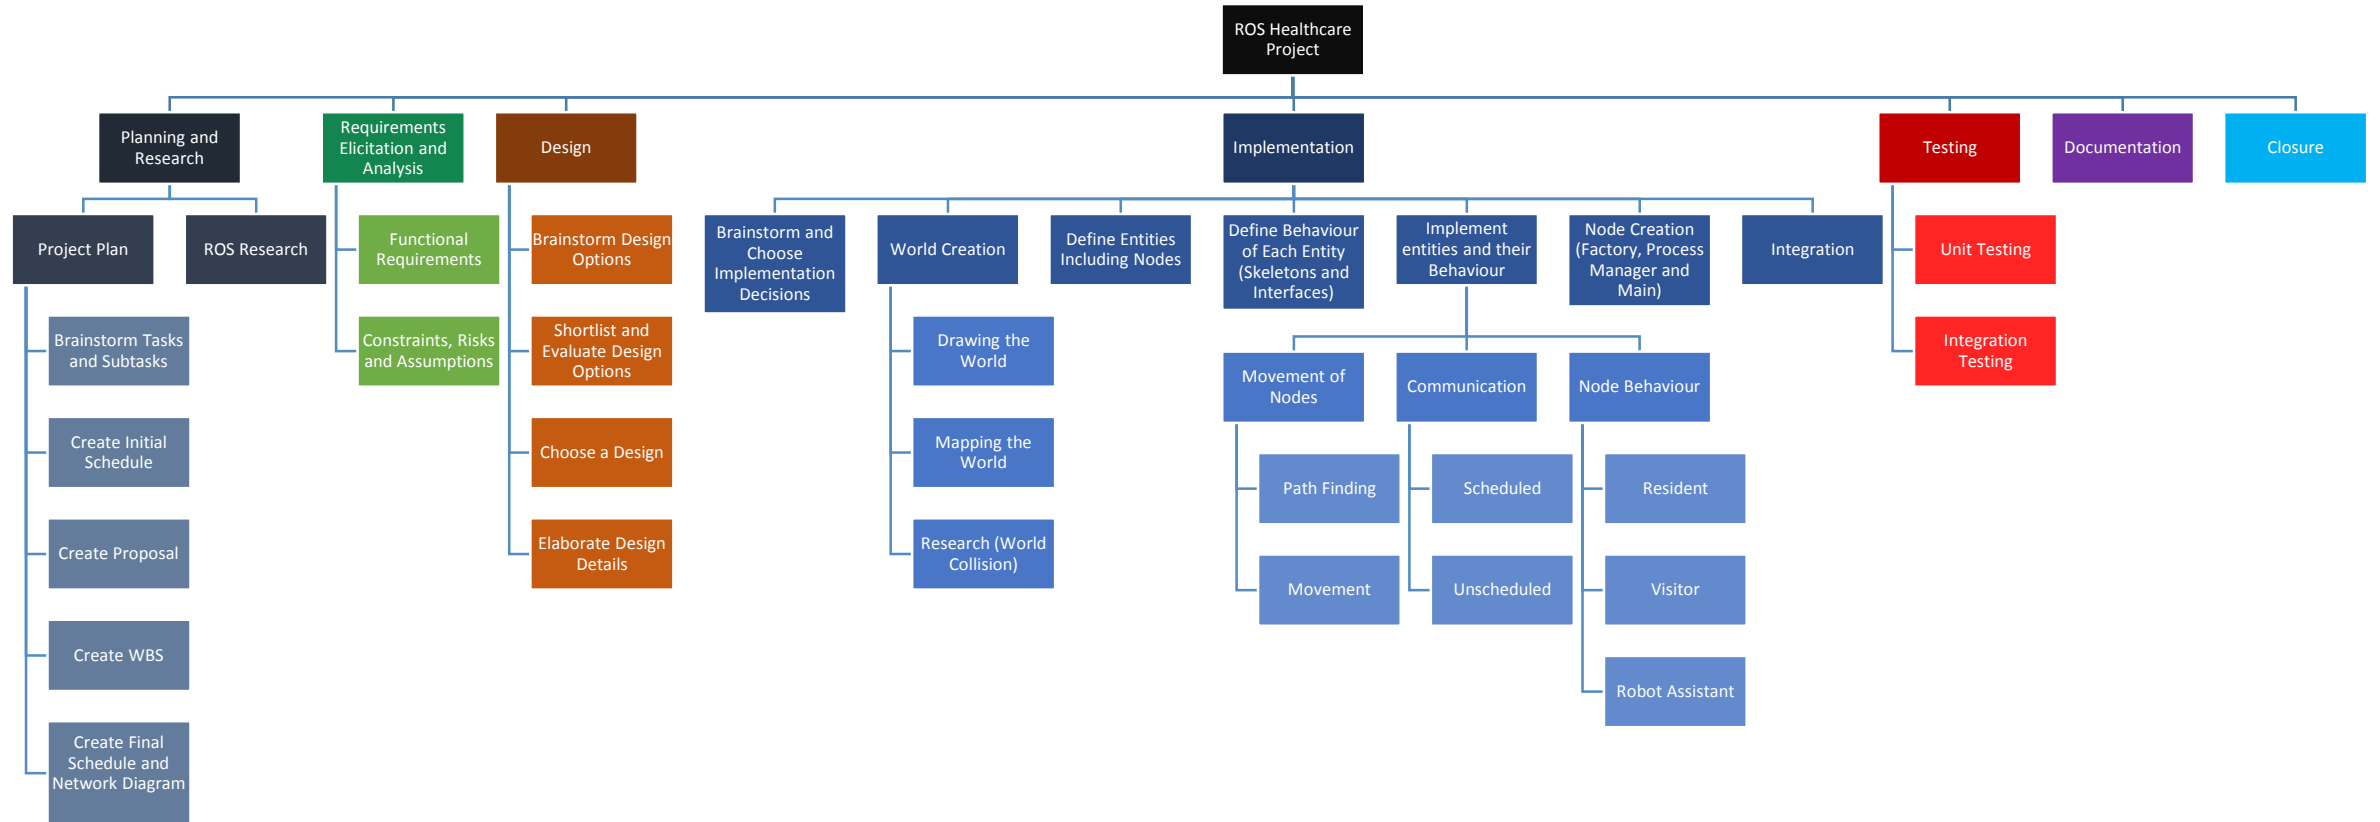 ROS Healthcare
Project
Planning and
Research
Requirements
Elicitation and
Analysis
Design
Implementation
Testing
Documentation
Closure
Project Plan
ROS Research
Functional
Requirements
Brainstorm Design
Options
Brainstorm and
Choose
Implementation
Decisions
World Creation
Define Entities
Including Nodes
Define Behaviour
of Each Entity
(Skeletons and
Interfaces)
Implement
entities and their
Behaviour
Node Creation
(Factory, Process
Manager and
Main)
Integration
Unit Testing
Brainstorm Tasks
and Subtasks
Constraints, Risks
and Assumptions
Shortlist and
Evaluate Design
Options
Drawing the
World
Movement of
Nodes
Communication
Node Behaviour
Integration
Testing
Create Initial
Schedule
Choose a Design
Mapping the
World
Path Finding
Scheduled
Resident
Create Proposal
Elaborate Design
Details
Research (World
Collision)
Movement
Unscheduled
Visitor
Create WBS
Robot Assistant
Create Final
Schedule and
Network Diagram